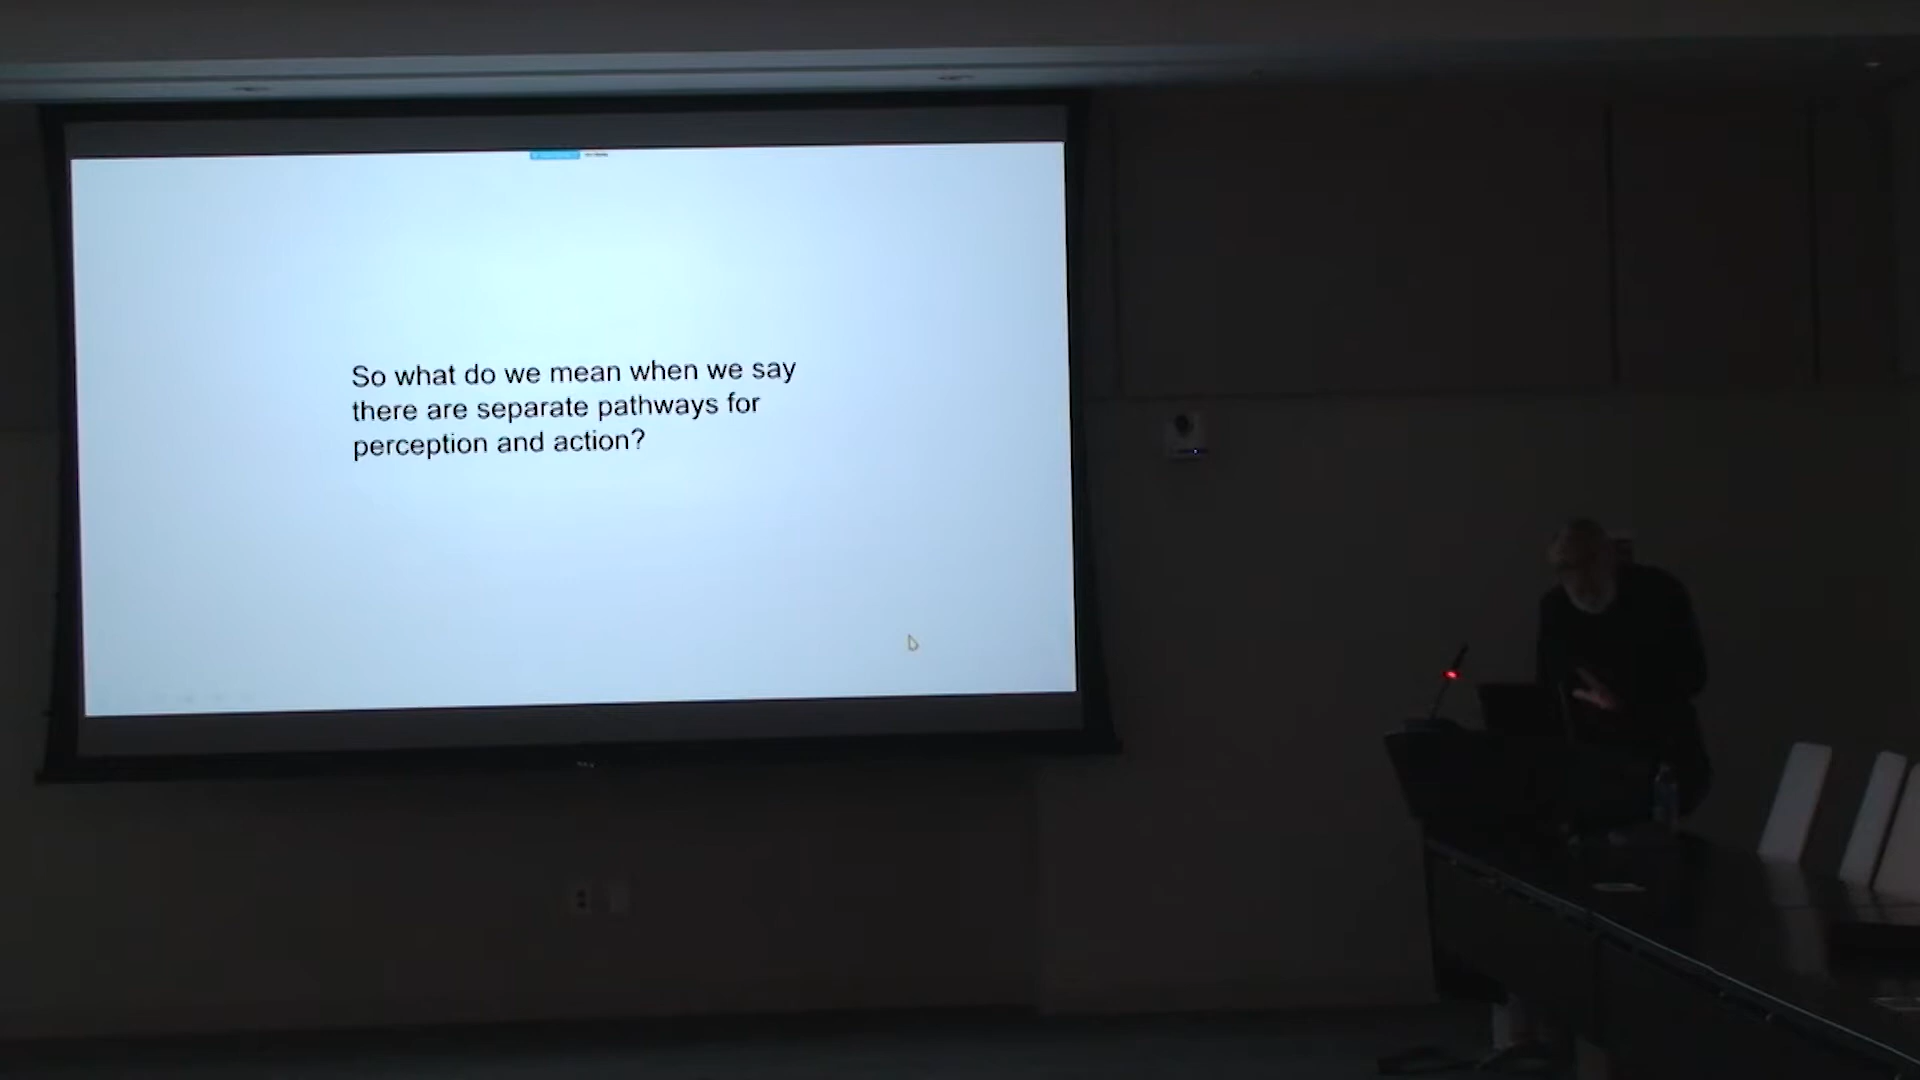 So what do we mean when we say
there are separate pathways for
perception and action?